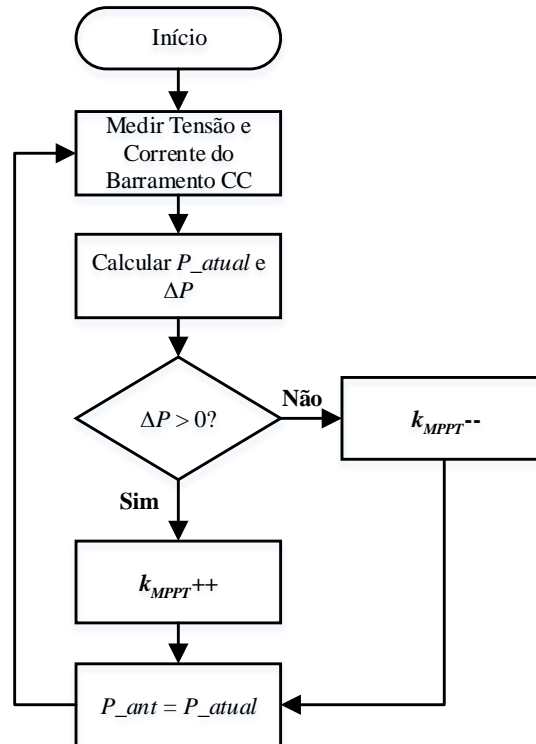 Início
Medir Tensão e
Corrente do
Barramento CC
Calcular P_atual e
ΔP
ΔP > 0?
Não
k_MPPT--
Sim
k_MPPT++
P_ant = P_atual